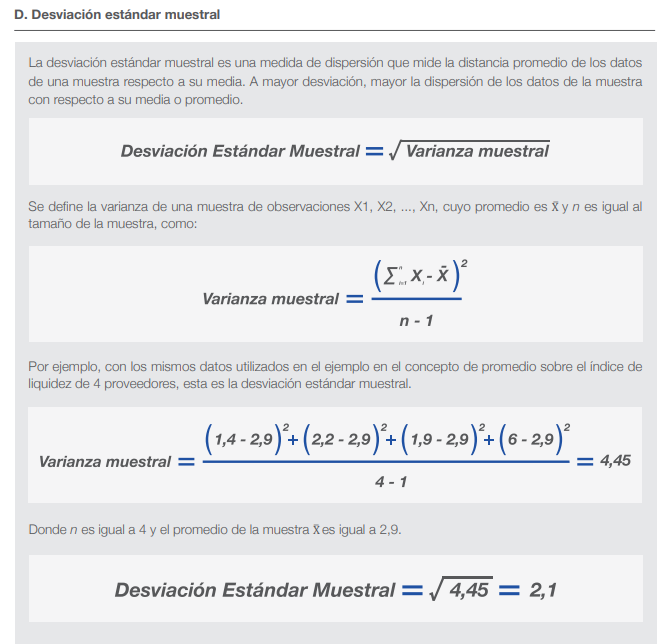 D. Desviación estándar muestral
La desviación estándar muestral es una medida de dispersión que mide la distancia promedio de los datos
de una muestra respecto a su media. A mayor desviación, mayor la dispersión de los datos de la muestra
con respecto a su media o promedio.
Desviación Estándar Muestral = √Varianza muestral
Se define la varianza de una muestra de observaciones X1, X2, ..., Xn, cuyo promedio es x̄ y n es igual al
tamaño de la muestra, como:
Varianza muestral = (∑ⁿᵢ₌₁ Xᵢ - X̄)² / n - 1
Por ejemplo, con los mismos datos utilizados en el ejemplo en el concepto de promedio sobre el índice de
liquidez de 4 proveedores, esta es la desviación estándar muestral.
Varianza muestral = (1,4 - 2,9)² + (2,2 - 2,9)² + (1,9 - 2,9)² + (6 - 2,9)² / 4 - 1 = 4,45
Donde n es igual a 4 y el promedio de la muestra x̄ es igual a 2,9.
Desviación Estándar Muestral = √4,45 = 2,1